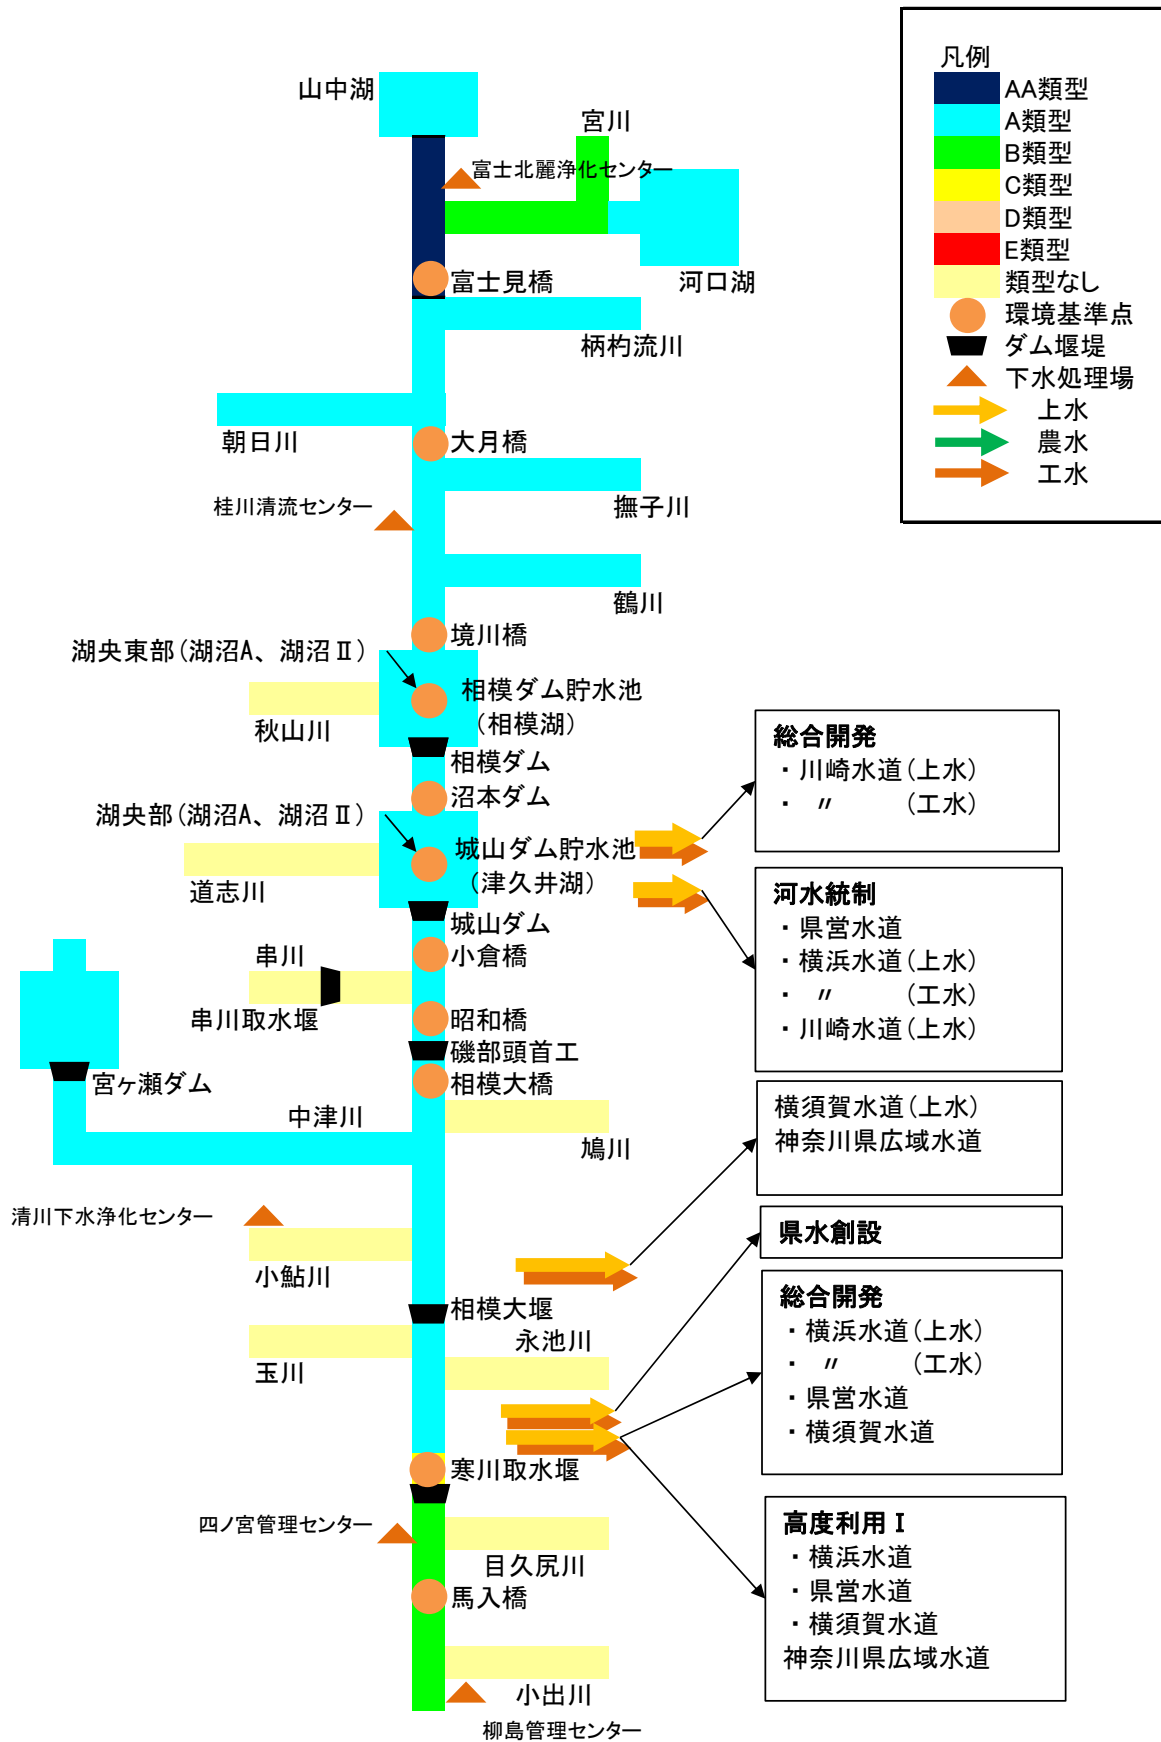 凡例
AA類型
A類型
B類型
C類型
D類型
E類型
類型なし
環境基準点
ダム堰堤
下水処理場
上水
農水
工水
山中湖
宮川
富士北麗浄化センター
富士見橋
河口湖
柄杓流川
朝日川
大月橋
撫子川
桂川清流センター
鶴川
境川橋
湖央東部(湖沼A、湖沼Ⅱ)
相模ダム貯水池
(相模湖)
秋山川
相模ダム
沼本ダム
湖央部(湖沼A、湖沼Ⅱ)
城山ダム貯水池
(津久井湖)
道志川
城山ダム
串川
小倉橋
串川取水堰
昭和橋
磯部頭首工
宮ヶ瀬ダム
相模大橋
中津川
鳩川
清川下水浄化センター
小鮎川
相模大堰
永池川
玉川
寒川取水堰
四ノ宮管理センター
目久尻川
馬入橋
小出川
柳島管理センター
総合開発
・川崎水道(上水)
・ 〃 (工水)
河水統制
・県営水道
・横浜水道(上水)
・ 〃 (工水)
・川崎水道(上水)
横須賀水道(上水)
神奈川県広域水道
県水創設
総合開発
・横浜水道(上水)
・ 〃 (工水)
・県営水道
・横須賀水道
高度利用Ⅰ
・横浜水道
・県営水道
・横須賀水道
神奈川県広域水道